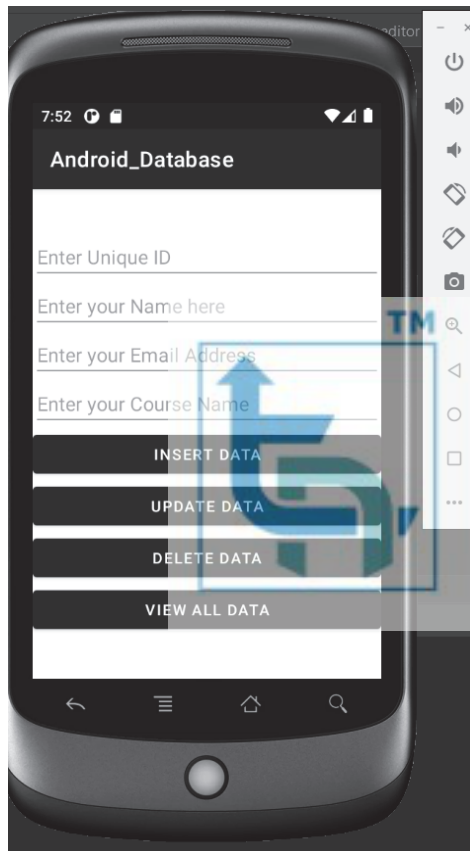 editor
7:52
Android_Database
Enter Unique ID
Enter your Name here
Enter your Email Address
Enter your Course Name
TM
INSERT DATA
UPDATE DATA
DELETE DATA
VIEW ALL DATA